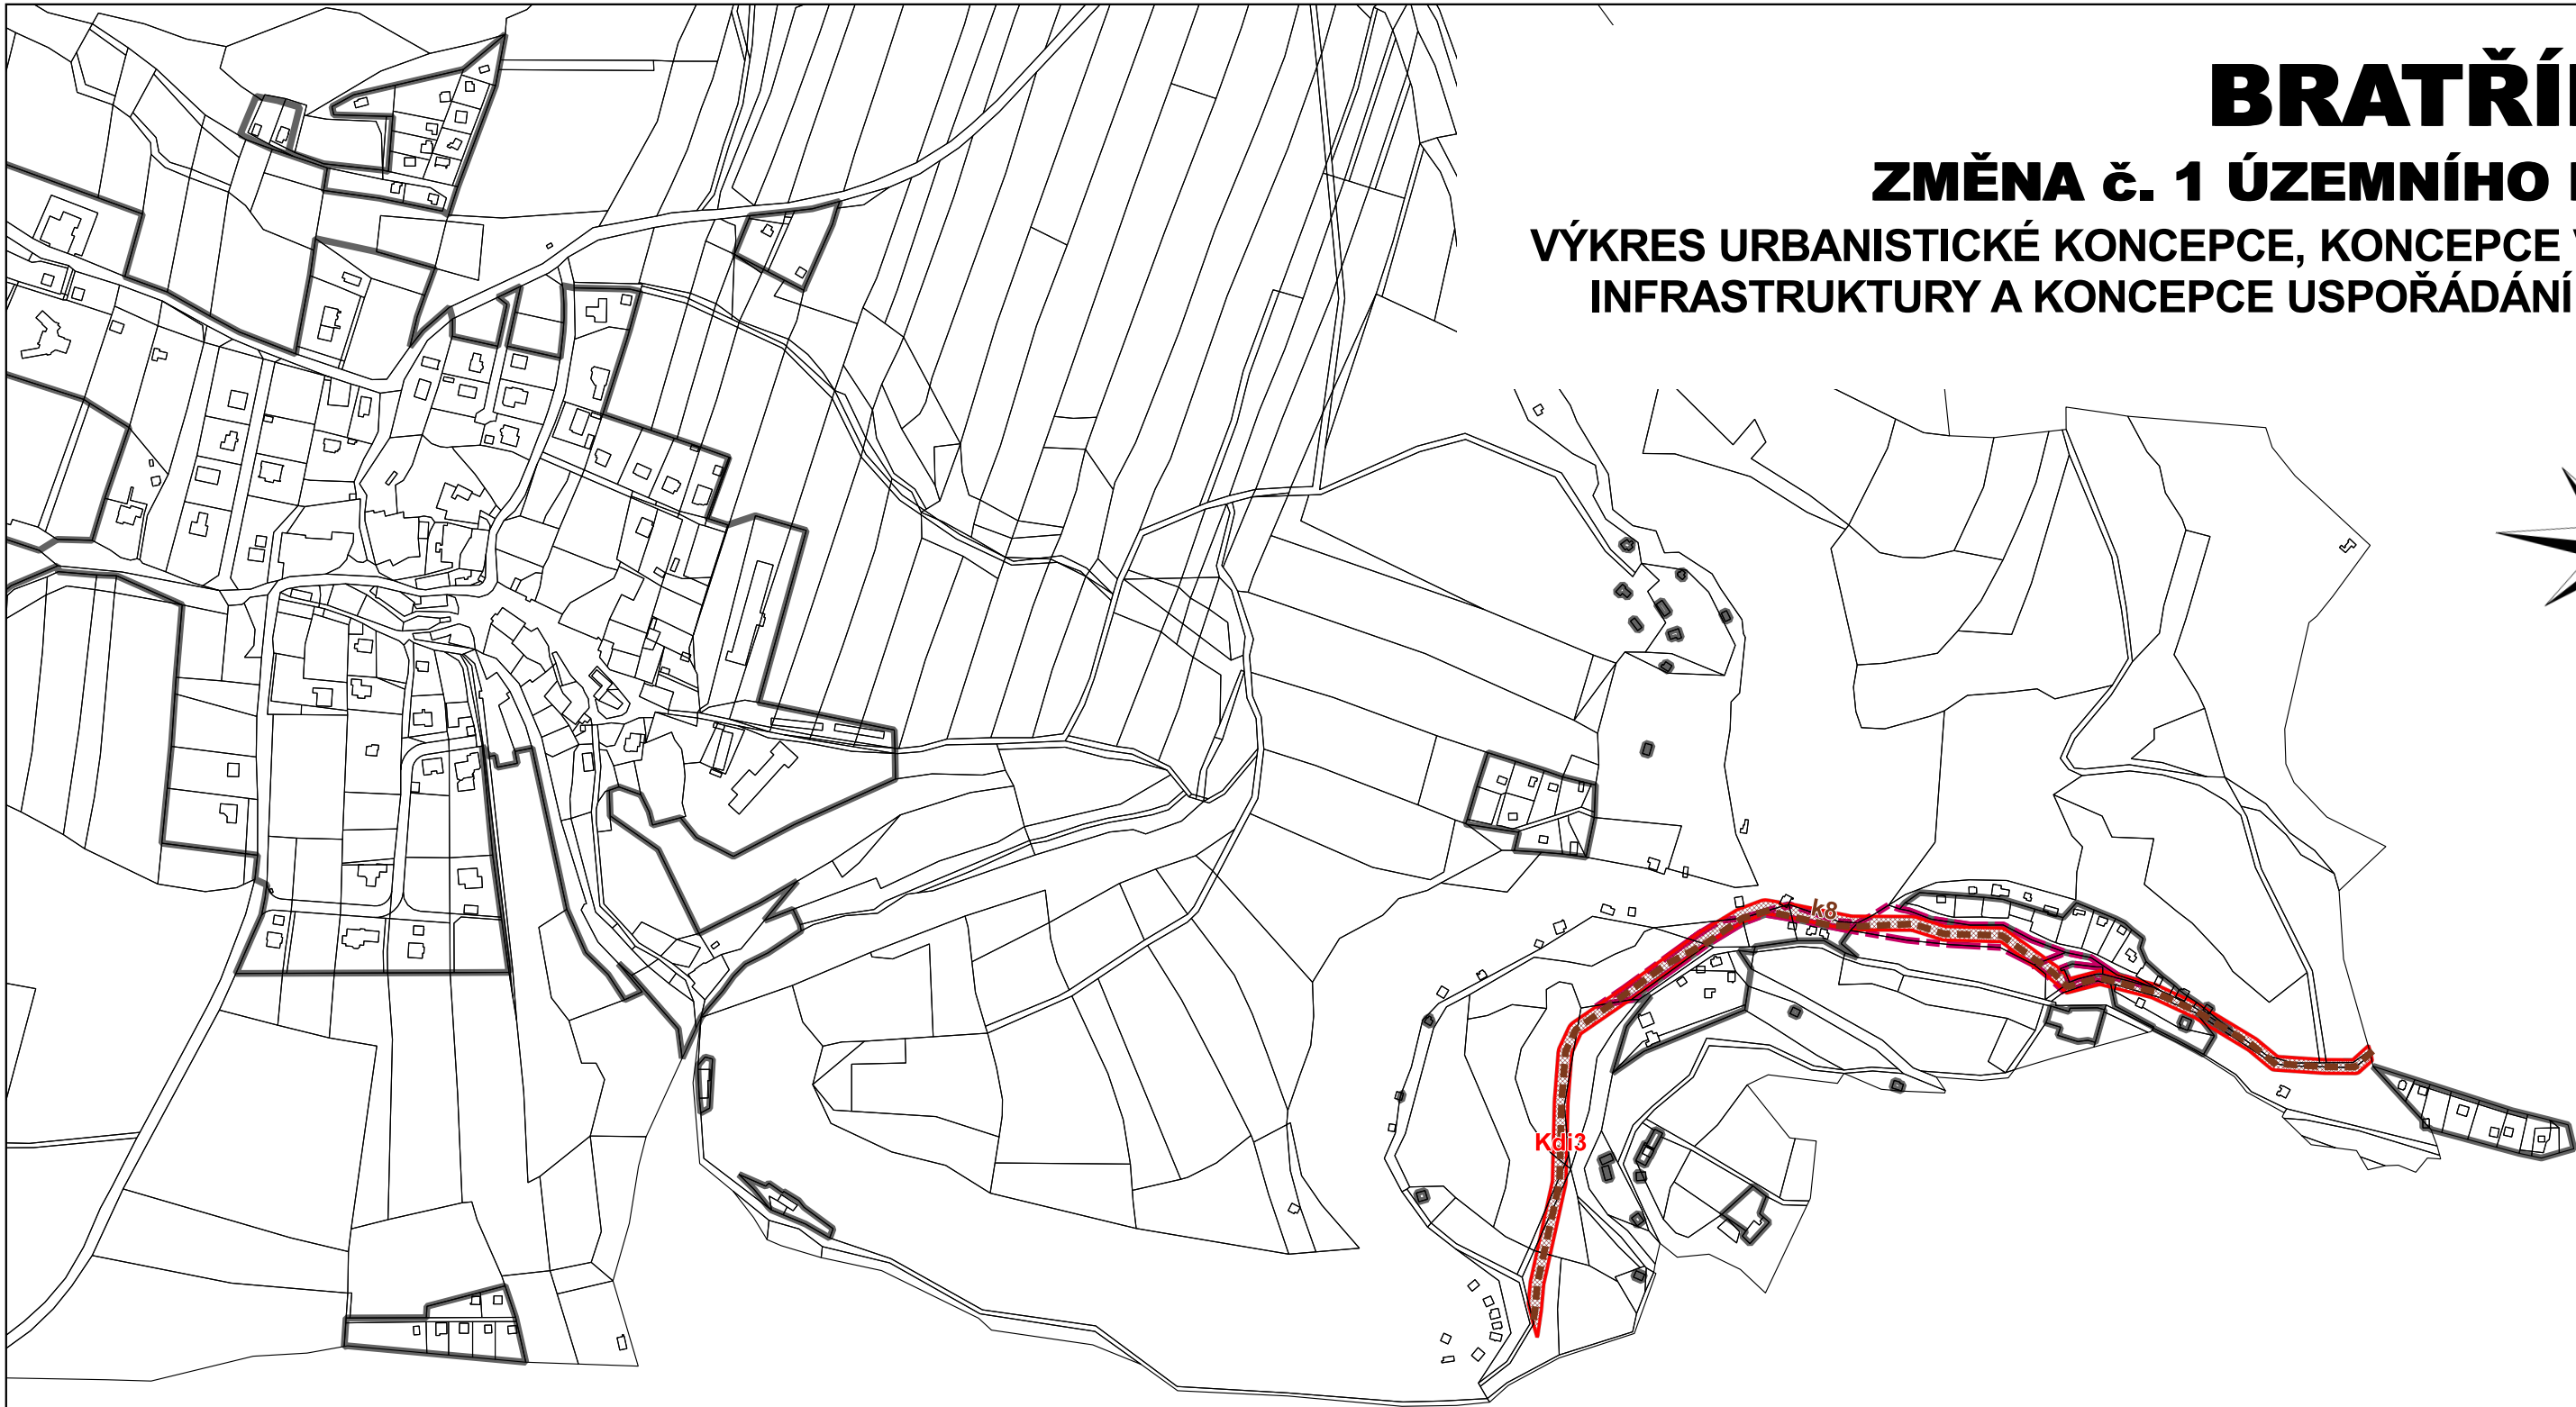 BRATŘÍ
ZMĚNA č. 1 ÚZEMNÍHO
VÝKRES URBANISTICKÉ KONCEPCE, KONCEPCE
INFRASTRUKTURY A KONCEPCE USPOŘÁDÁNÍ
k8
Kdi3